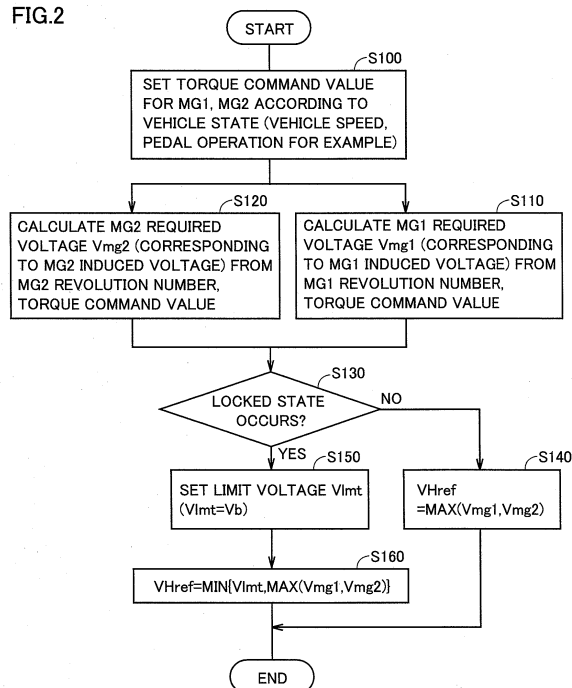 FIG.2
START
S100
SET TORQUE COMMAND VALUE
FOR MG1, MG2 ACCORDING TO
VEHICLE STATE (VEHICLE SPEED,
PEDAL OPERATION FOR EXAMPLE)
S120
CALCULATE MG2 REQUIRED
VOLTAGE Vmg2 (CORRESPONDING
TO MG2 INDUCED VOLTAGE) FROM
MG2 REVOLUTION NUMBER,
TORQUE COMMAND VALUE
S110
CALCULATE MG1 REQUIRED
VOLTAGE Vmg1 (CORRESPONDING
TO MG1 INDUCED VOLTAGE) FROM
MG1 REVOLUTION NUMBER,
TORQUE COMMAND VALUE
S130
LOCKED STATE
OCCURS?
NO
YES
S150
SET LIMIT VOLTAGE Vlmt
(Vlmt=Vb)
S140
VHref
=MAX(Vmg1,Vmg2)
S160
VHref=MIN{Vlmt,MAX(Vmg1,Vmg2)}
END